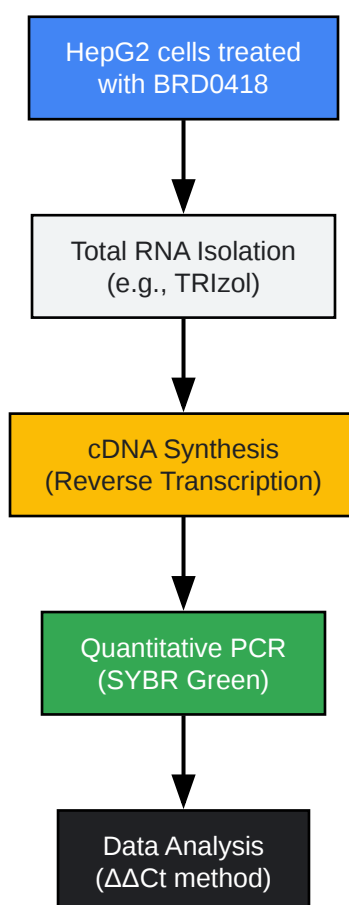 HepG2 cells treated
with BRD0418
Total RNA Isolation
(e.g., TRIzol)
cDNA Synthesis
(Reverse Transcription)
Quantitative PCR
(SYBR Green)
Data Analysis
(ΔΔCt method)